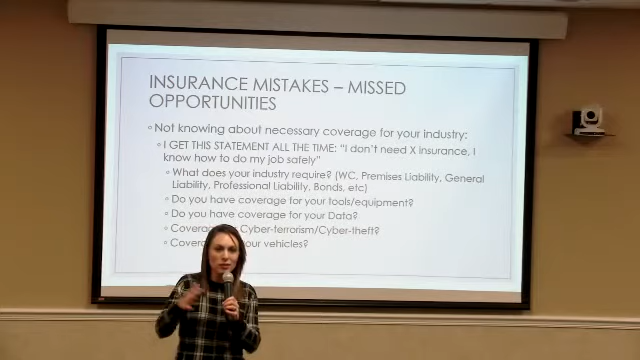 INSURANCE MISTAKES – MISSED
OPPORTUNITIES
Not knowing about necessary coverage for your industry:
I GET THIS STATEMENT ALL THE TIME: "I don't need X insurance, I
know how to do my job safely"
What does your industry require? (WC, Premises Liability, General
Liability, Professional Liability, Bonds, etc)
Do you have coverage for your tools/equipment?
Do you have coverage for your Data?
Cyber-terrorism/Cyber-theft?
your vehicles?